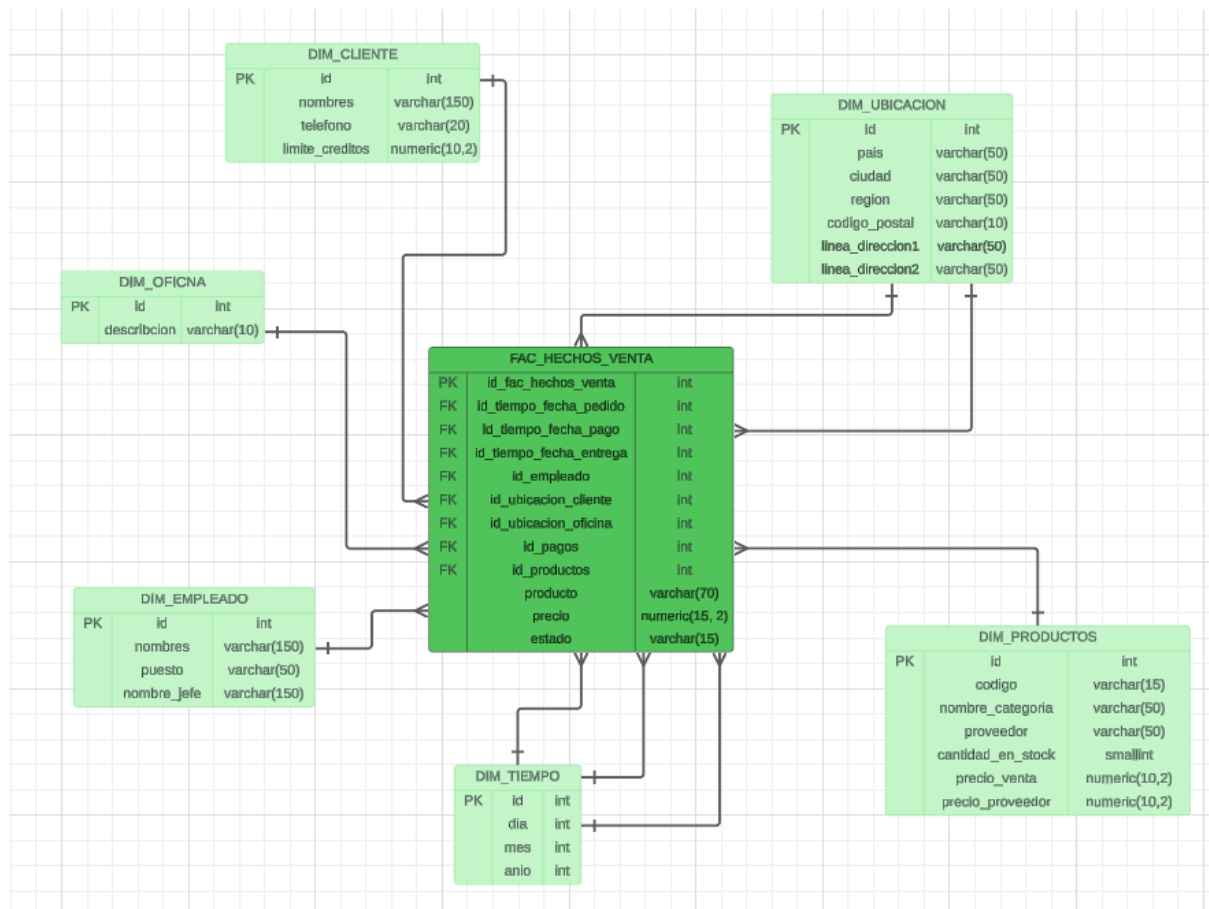 DIM_CLIENTE
PK id int
nombres varchar(150)
telefono varchar(20)
limite_creditos numeric(10,2)
DIM_UBICACION
PK id int
pais varchar(50)
ciudad varchar(50)
region varchar(50)
codigo_postal varchar(10)
linea_direccion1 varchar(50)
linea_direccion2 varchar(50)
DIM_OFICNA
PK id int
describcion varchar(10)
FAC_HECHOS_VENTA
PK id_fac_hechos_venta int
FK id_tiempo_fecha_pedido int
FK id_tiempo_fecha_pago int
FK id_tiempo_fecha_entrega int
FK id_empleado int
FK id_ubicacion_cliente int
FK id_ubicacion_oficina int
FK id_pagos int
FK id_productos int
producto varchar(70)
precio numeric(15, 2)
estado varchar(15)
DIM_EMPLEADO
PK id int
nombres varchar(150)
puesto varchar(50)
nombre_jefe varchar(150)
DIM_PRODUCTOS
PK id int
codigo varchar(15)
nombre_categoria varchar(50)
proveedor varchar(50)
cantidad_en_stock smallint
precio_venta numeric(10,2)
precio_proveedor numeric(10,2)
DIM_TIEMPO
PK id int
dia int
mes int
anio int